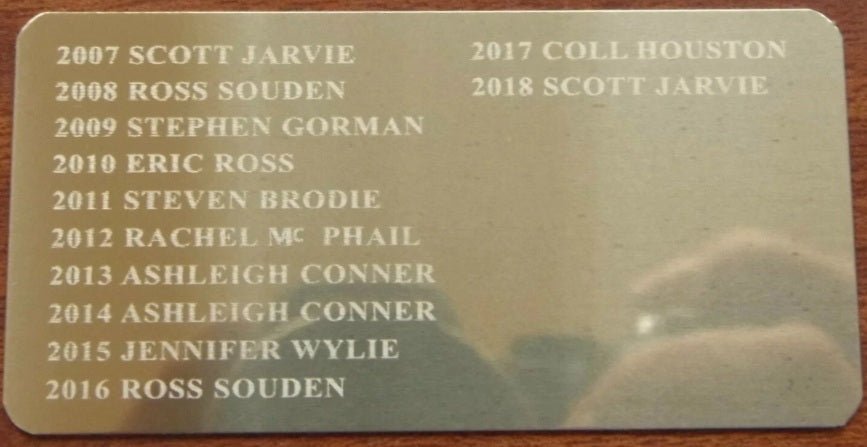 2007 SCOTT JARVIE
2008 ROSS SOUDEN
2009 STEPHEN GORMAN
2010 ERIC ROSS
2011 STEVEN BRODIE
2012 RACHEL Mc PHAIL
2013 ASHLEIGH CONNER
2014 ASHLEIGH CONNER
2015 JENNIFER WYLIE
2016 ROSS SOUDEN
2017 COLL HOUSTON
2018 SCOTT JARVIE